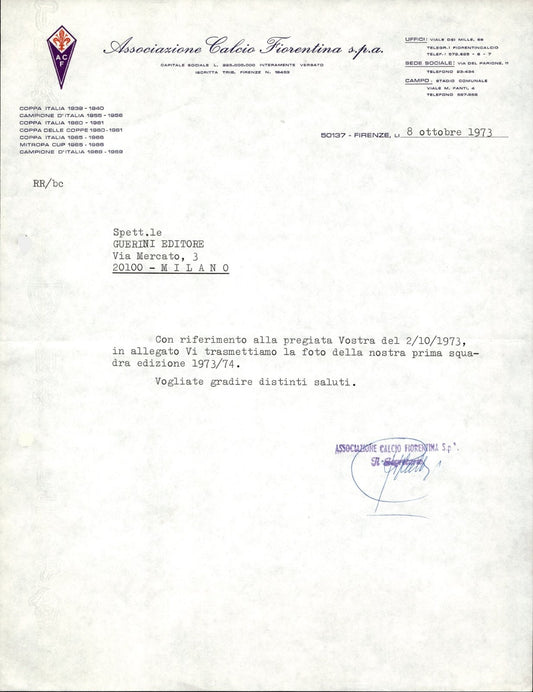 ACF
Associazione Calcio Fiorentina s.p.a.
CAPITALE SOCIALE L. 225.000.000 INTERAMENTE VERSATO
ISCRITTA TRIB. FIRENZE N. 18453
UFFICI: VIALE DEI MILLE, 68
TELEGR.: FIORENTINCALCIO
TELEF.: 572.625 - 6 - 7
SEDE SOCIALE: VIA DEL PARIONE, 11
TELEFONO 23.434
CAMPO: STADIO COMUNALE
VIALE M. FANTI, 4
TELEFONO 587.858
COPPA ITALIA 1939 - 1940
CAMPIONE D'ITALIA 1955 - 1956
COPPA ITALIA 1960 - 1961
COPPA DELLE COPPE 1960 - 1961
COPPA ITALIA 1965 - 1966
MITROPA CUP 1965 - 1966
CAMPIONE D'ITALIA 1968 - 1969
50137 - FIRENZE, LI 8 ottobre 1973
RR/bc
Spett.le
GUERINI EDITORE
Via Mercato, 3
20100 - M I L A N O
Con riferimento alla pregiata Vostra del 2/10/1973,
in allegato Vi trasmettiamo la foto della nostra prima squa-
dra edizione 1973/74.
Vogliate gradire distinti saluti.
ASSOCIAZIONE CALCIO FIORENTINA S.p.A.